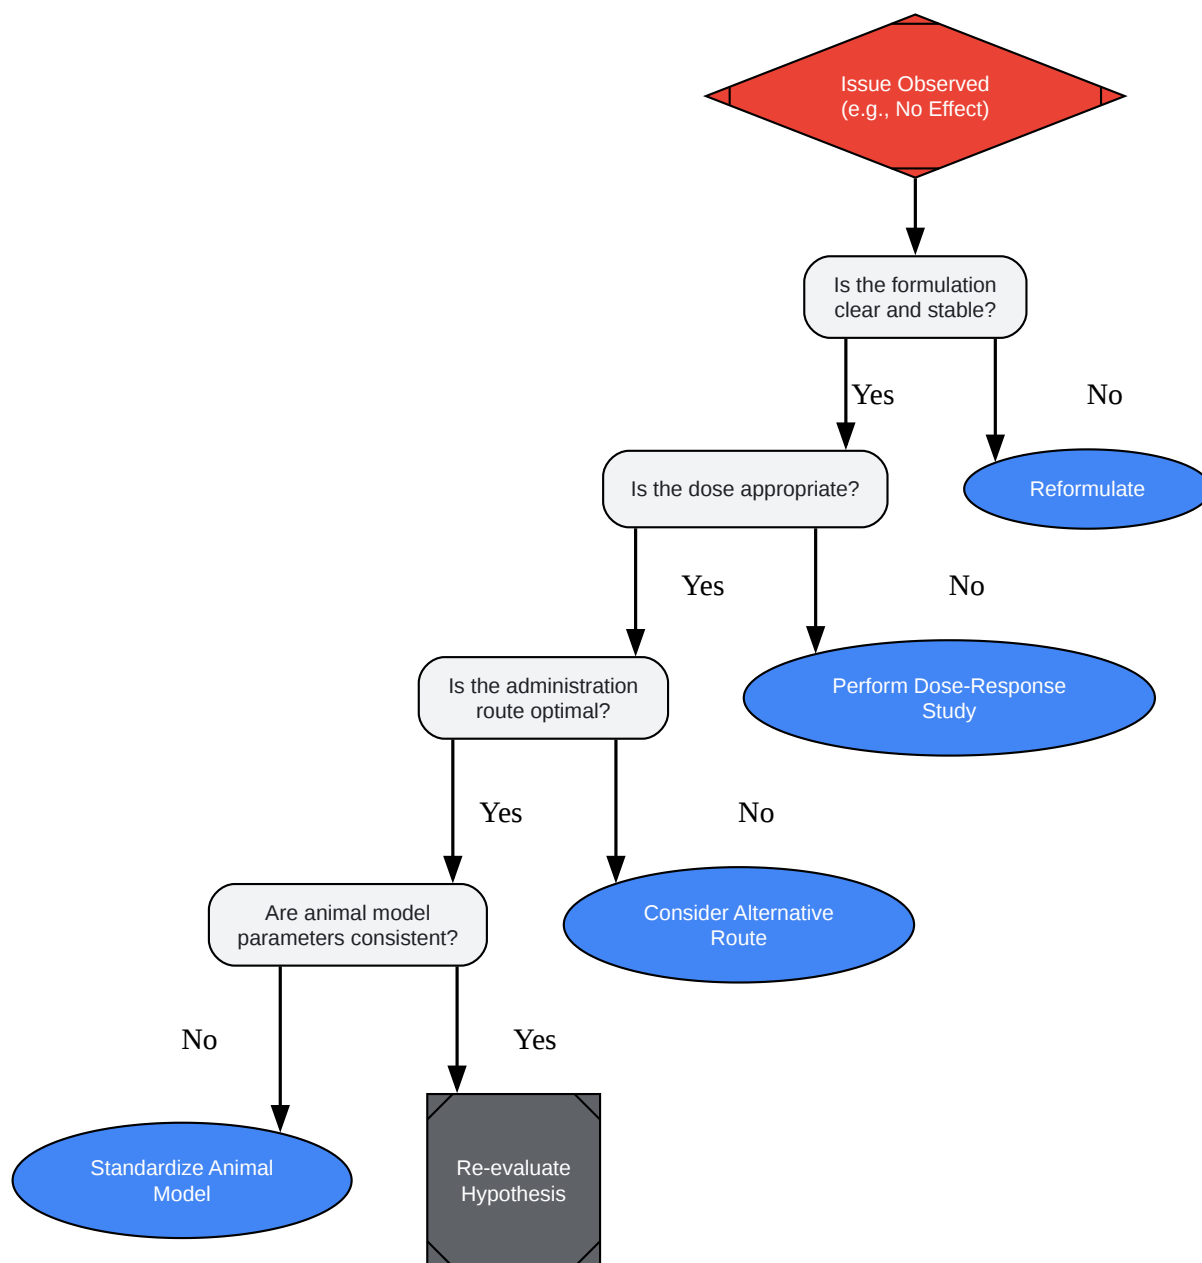 Issue Observed
(e.g., No Effect)
Is the formulation
clear and stable?
Yes
No
Is the dose appropriate?
Reformulate
Yes
No
Is the administration
route optimal?
Perform Dose-Response
Study
Yes
No
Are animal model
parameters consistent?
Consider Alternative
Route
No
Yes
Standardize Animal
Model
Re-evaluate
Hypothesis